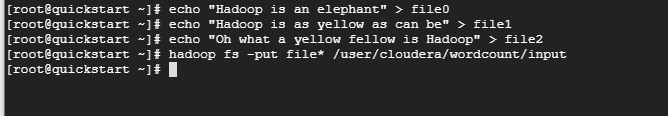 [root@quickstart ~]# echo "Hadoop is an elephant" > file0
[root@quickstart ~]# echo "Hadoop is as yellow as can be" > file1
[root@quickstart ~]# echo "Oh what a yellow fellow is Hadoop" > file2
[root@quickstart ~]# hadoop fs -put file* /user/cloudera/wordcount/input
[root@quickstart ~]#